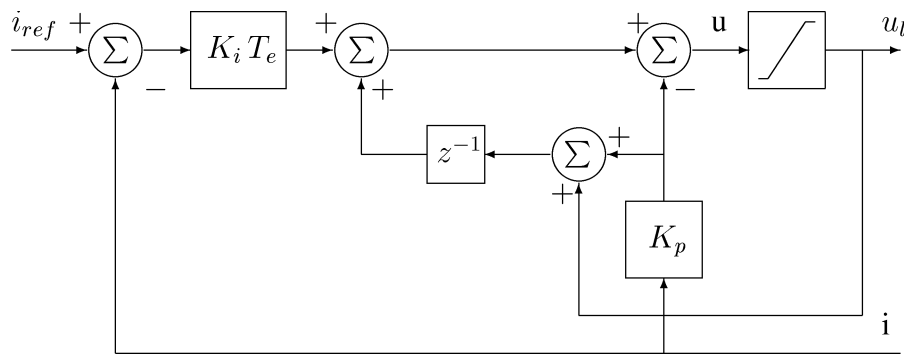 i_ref + Σ − K_i T_e + Σ + + Σ − u u_l
z^{-1} Σ + +
K_p
i